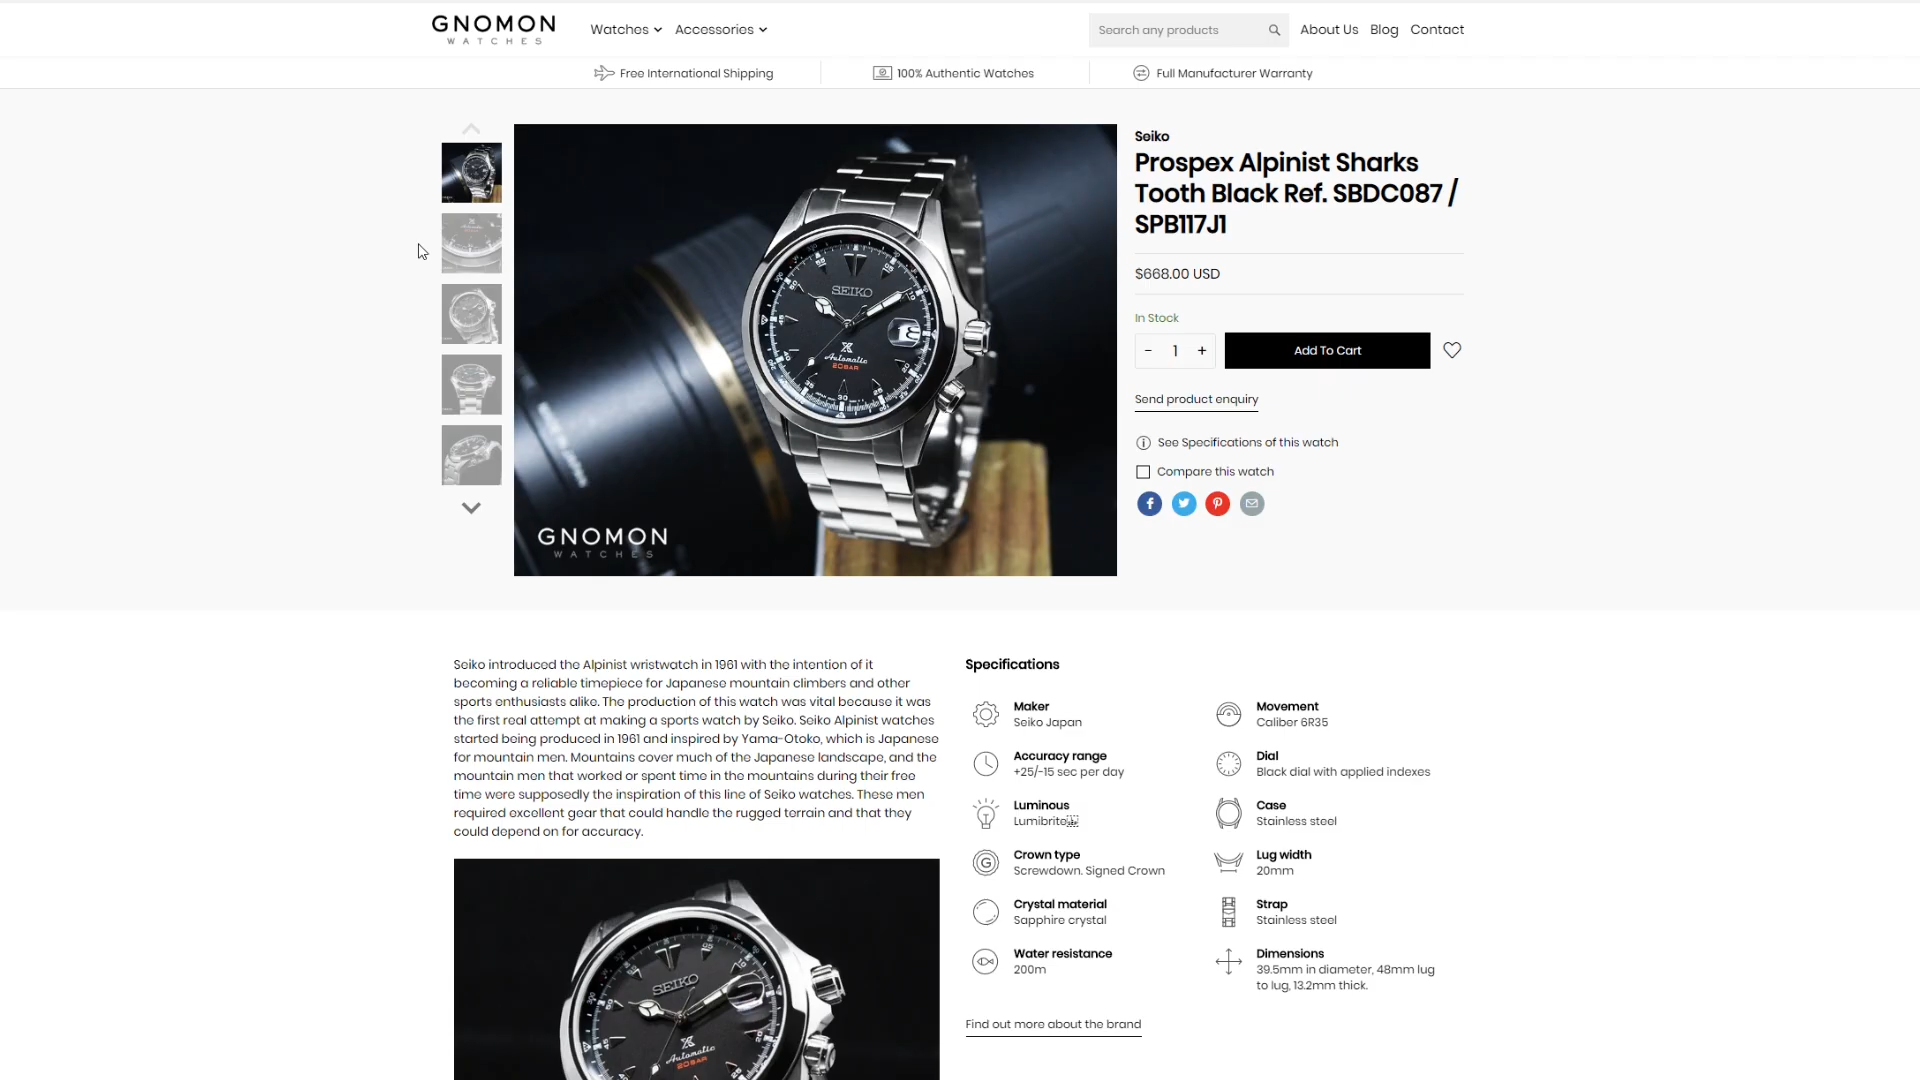 GNOMON
WATCHES
Watches
Accessories
Search any products
About Us
Blog
Contact
Free International Shipping
100% Authentic Watches
Full Manufacturer Warranty
SEIKO
Automatic
20BAR
GNOMON
WATCHES
Seiko
Prospex Alpinist Sharks
Tooth Black Ref. SBDC087 /
SPB117J1
$668.00 USD
In Stock
- 1 +
Add To Cart
Send product enquiry
See Specifications of this watch
Compare this watch
Seiko introduced the Alpinist wristwatch in 1961 with the intention of it
becoming a reliable timepiece for Japanese mountain climbers and other
sports enthusiasts alike. The production of this watch was vital because it was
the first real attempt at making a sports watch by Seiko. Seiko Alpinist watches
started being produced in 1961 and inspired by Yama-Otoko, which is Japanese
for mountain men. Mountains cover much of the Japanese landscape, and the
mountain men that worked or spent time in the mountains during their free
time were supposedly the inspiration of this line of Seiko watches. These men
required excellent gear that could handle the rugged terrain and that they
could depend on for accuracy.
SEIKO
Automatic
20BAR
Specifications
Maker
Seiko Japan
Movement
Caliber 6R35
Accuracy range
+25/-15 sec per day
Dial
Black dial with applied indexes
Luminous
Lumibrite
Case
Stainless steel
Crown type
Screwdown. Signed Crown
Lug width
20mm
Crystal material
Sapphire crystal
Strap
Stainless steel
Water resistance
200m
Dimensions
39.5mm in diameter, 48mm lug
to lug, 13.2mm thick.
Find out more about the brand